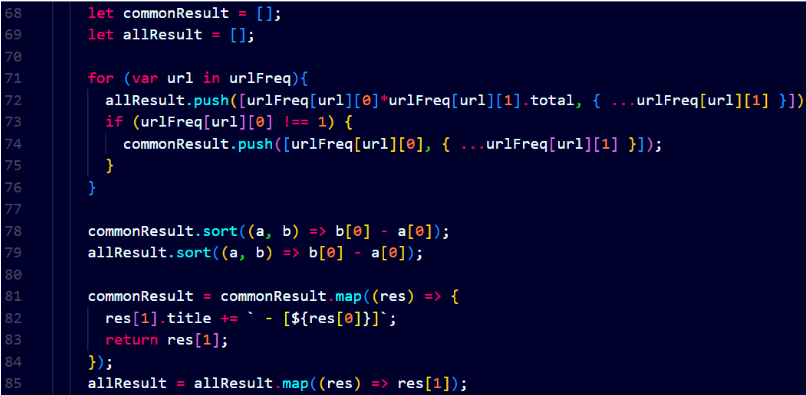 68 let commonResult = [];
69 let allResult = [];
70
71 for (var url in urlFreq){
72 allResult.push([urlFreq[url][0]*urlFreq[url][1].total, { ...urlFreq[url][1] }])
73 if (urlFreq[url][0] !== 1) {
74 commonResult.push([urlFreq[url][0], { ...urlFreq[url][1] }]);
75 }
76 }
77
78 commonResult.sort((a, b) => b[0] - a[0]);
79 allResult.sort((a, b) => b[0] - a[0]);
80
81 commonResult = commonResult.map((res) => {
82 res[1].title += ` - [${res[0]}]`;
83 return res[1];
84 });
85 allResult = allResult.map((res) => res[1]);